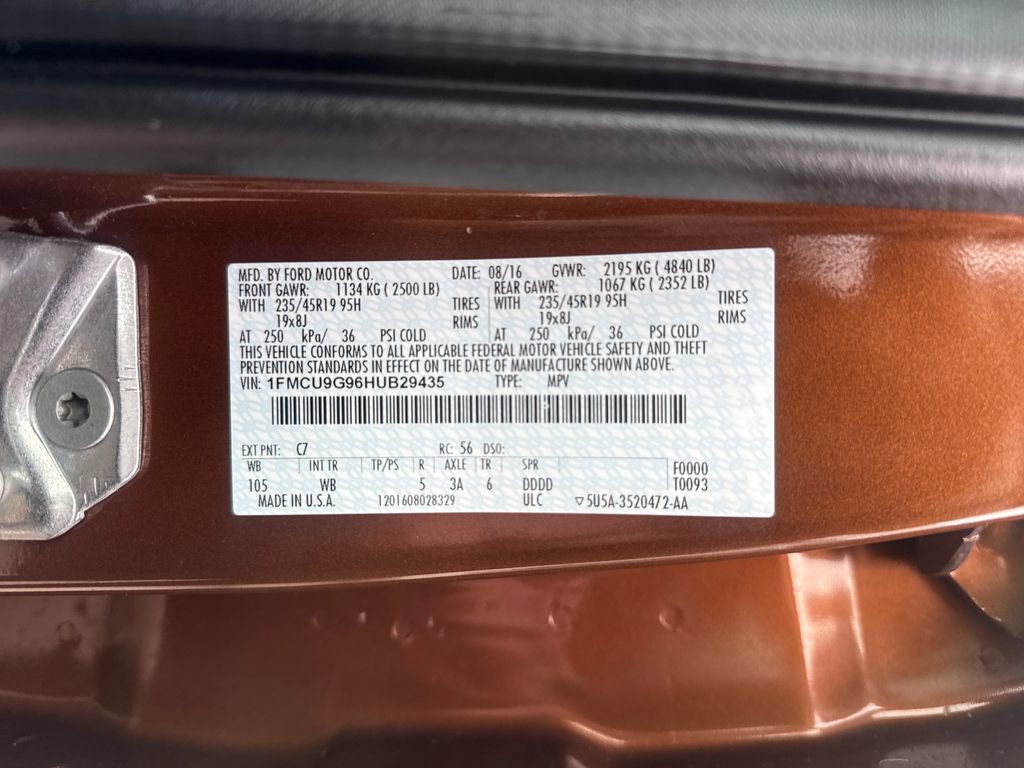 MFD. BY FORD MOTOR CO. DATE: 08/16 GVWR: 2195 KG ( 4840 LB)
FRONT GAWR: 1134 KG ( 2500 LB) REAR GAWR: 1067 KG ( 2352 LB)
WITH 235/45R19 95H TIRES WITH 235/45R19 95H TIRES
19x8J RIMS 19x8J RIMS
AT 250 kPa/ 36 PSI COLD AT 250 kPa/ 36 PSI COLD
THIS VEHICLE CONFORMS TO ALL APPLICABLE FEDERAL MOTOR VEHICLE SAFETY AND THEFT
PREVENTION STANDARDS IN EFFECT ON THE DATE OF MANUFACTURE SHOWN ABOVE.
VIN: 1FMCU9G96HUB29435 TYPE: MPV
EXT PNT: C7 RC: 56 DSO:
WB INT TR TP/PS R AXLE TR SPR F0000
105 WB 5 3A 6 DDDD T0093
MADE IN U.S.A. 1201608028329 ULC ▽5U5A-3520472-AA